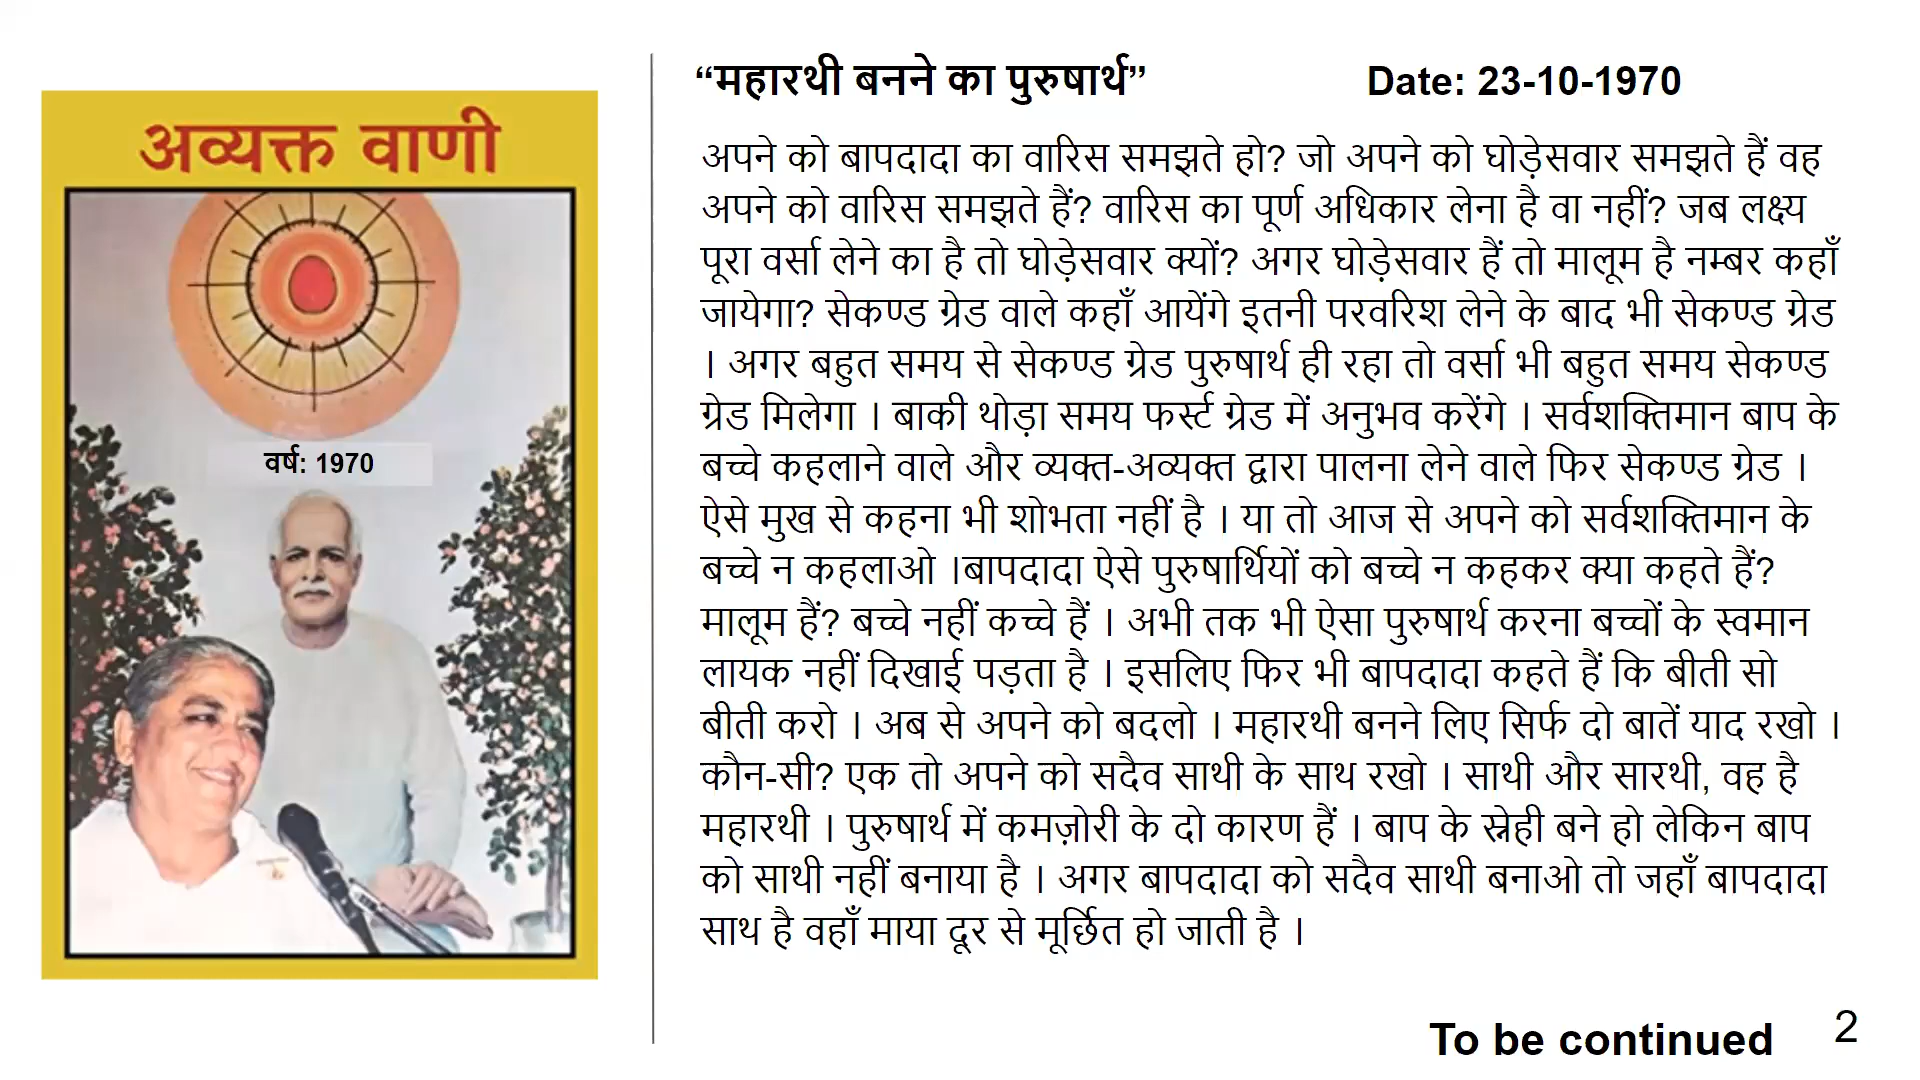 अव्यक्त वाणी
वर्ष: 1970
“महारथी बनने का पुरुषार्थ”
Date: 23-10-1970
अपने को बापदादा का वारिस समझते हो? जो अपने को घोड़ेसवार समझते हैं वह
अपने को वारिस समझते हैं? वारिस का पूर्ण अधिकार लेना है वा नहीं? जब लक्ष्य
पूरा वर्सा लेने का है तो घोड़ेसवार क्यों? अगर घोड़ेसवार हैं तो मालूम है नम्बर कहाँ
जायेगा? सेकण्ड ग्रेड वाले कहाँ आयेंगे इतनी परवरिश लेने के बाद भी सेकण्ड ग्रेड
। अगर बहुत समय से सेकण्ड ग्रेड पुरुषार्थ ही रहा तो वर्सा भी बहुत समय सेकण्ड
ग्रेड मिलेगा । बाकी थोड़ा समय फर्स्ट ग्रेड में अनुभव करेंगे । सर्वशक्तिमान बाप के
बच्चे कहलाने वाले और व्यक्त-अव्यक्त द्वारा पालना लेने वाले फिर सेकण्ड ग्रेड ।
ऐसे मुख से कहना भी शोभता नहीं है । या तो आज से अपने को सर्वशक्तिमान के
बच्चे न कहलाओ ।बापदादा ऐसे पुरुषार्थियों को बच्चे न कहकर क्या कहते हैं?
मालूम हैं? बच्चे नहीं कच्चे हैं । अभी तक भी ऐसा पुरुषार्थ करना बच्चों के स्वमान
लायक नहीं दिखाई पड़ता है । इसलिए फिर भी बापदादा कहते हैं कि बीती सो
बीती करो । अब से अपने को बदलो । महारथी बनने लिए सिर्फ दो बातें याद रखो ।
कौन-सी? एक तो अपने को सदैव साथी के साथ रखो । साथी और सारथी, वह है
महारथी । पुरुषार्थ में कमज़ोरी के दो कारण हैं । बाप के स्नेही बने हो लेकिन बाप
को साथी नहीं बनाया है । अगर बापदादा को सदैव साथी बनाओ तो जहाँ बापदादा
साथ है वहाँ माया दूर से मूर्छित हो जाती है ।
To be continued
2